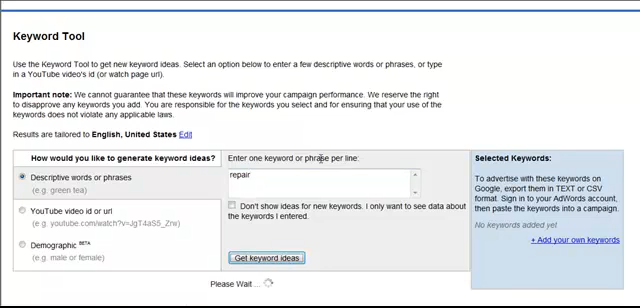 Keyword Tool
Use the Keyword Tool to get new keyword ideas. Select an option below to enter a few descriptive words or phrases, or type
in a YouTube video's id (or watch page url).
Important note: We cannot guarantee that these keywords will improve your campaign performance. We reserve the right
to disapprove any keywords you add. You are responsible for the keywords you select and for ensuring that your use of the
keywords does not violate any applicable laws.
Results are tailored to English, United States Edit
How would you like to generate keyword ideas?
Descriptive words or phrases
(e.g. green tea)
YouTube video id or url
(e.g. youtube.com/watch?v=JgT4aS5_Zrw)
Demographic BETA
(e.g. male or female)
Enter one keyword or phrase per line:
repair
Don't show ideas for new keywords. I only want to see data about
the keywords I entered.
Get keyword ideas
Selected Keywords:
To advertise with these keywords on
Google, export them in TEXT or CSV
format. Sign in to your AdWords account,
then paste the keywords into a campaign.
No keywords added yet
+ Add your own keywords
Please Wait ...